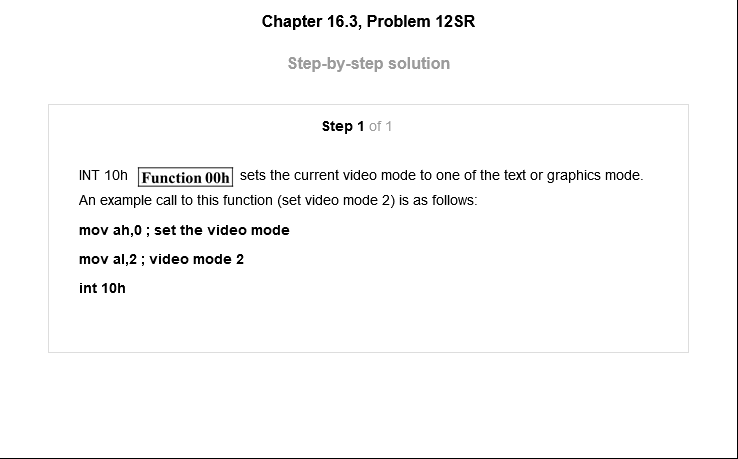 Chapter 16.3, Problem 12SR
Step-by-step solution
Step 1 of 1
INT 10h Function 00h sets the current video mode to one of the text or graphics mode.
An example call to this function (set video mode 2) is as follows:
mov ah,0 ; set the video mode
mov al,2 ; video mode 2
int 10h